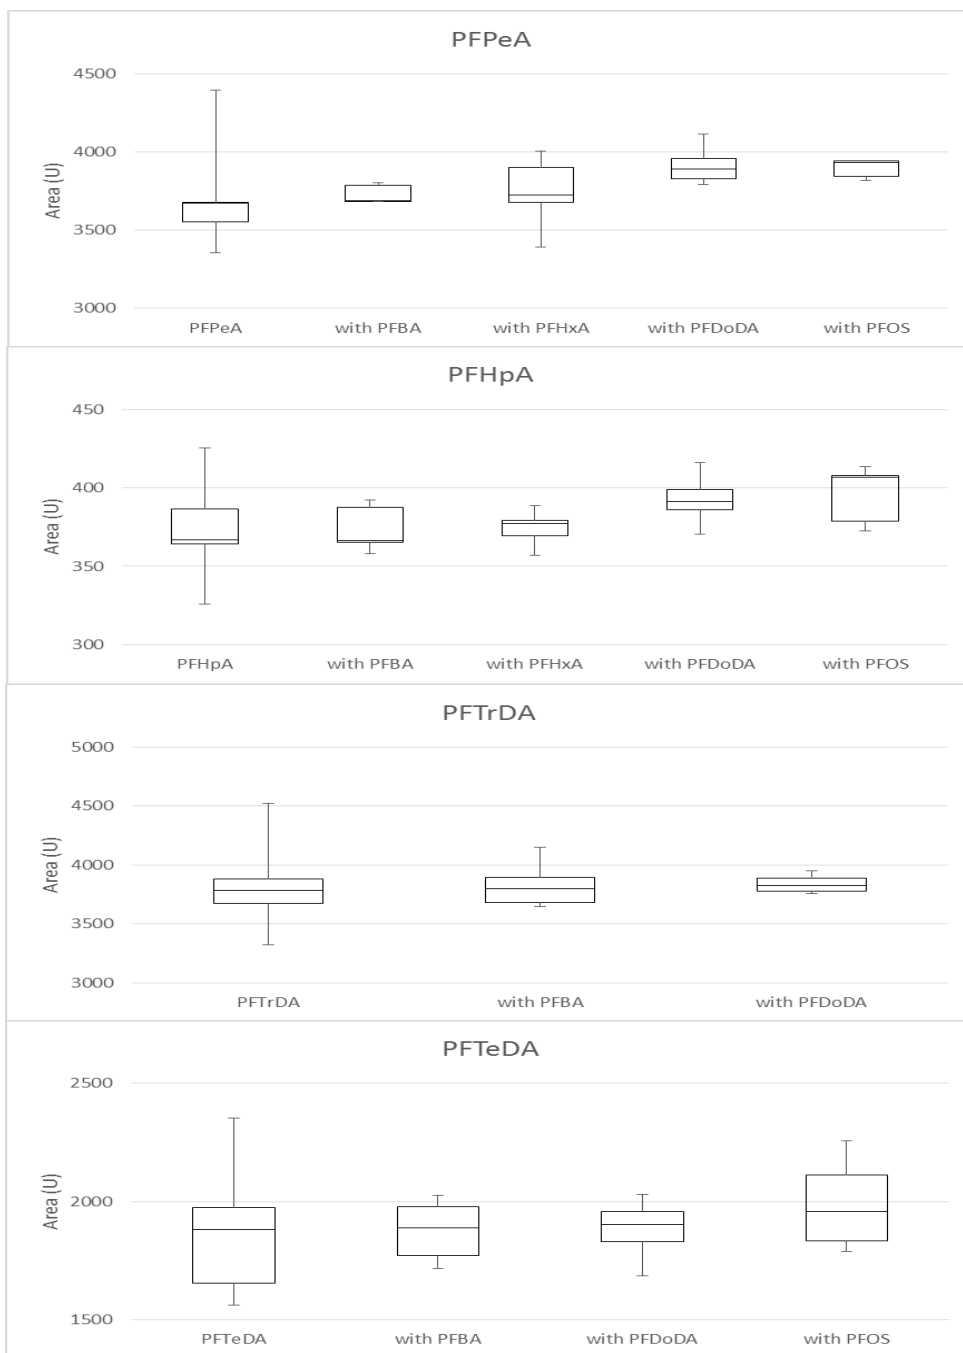 PFPeA
4500
4000
3500
3000
Area (U)
PFPeA with PFBA with PFHxA with PFDoDA with PFOS
PFHpA
450
400
350
300
Area (U)
PFHpA with PFBA with PFHxA with PFDoDA with PFOS
PFTrDA
5000
4500
4000
3500
3000
Area (U)
PFTrDA with PFBA with PFDoDA
PFTeDA
2500
2000
1500
Area (U)
PFTeDA with PFBA with PFDoDA with PFOS